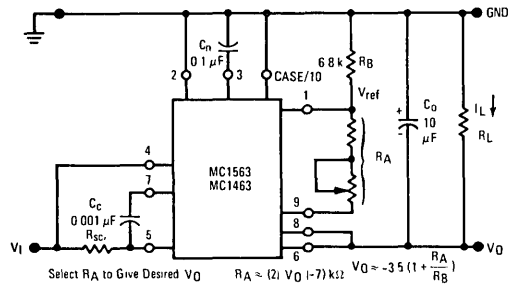 GND
Cn
0 1 μF
2
3
CASE/10
6 8 k
RB
1
Vref
+
-
Co
10
μF
IL
RL
RA
4
MC1563
MC1463
7
Cc
0 001 μF
9
8
VI
RSC,
5
6
VO
Select RA to Give Desired VO
RA ≈ (2| VO |-7) kΩ
VO ≈ -3 5 (1 + RA/RB)